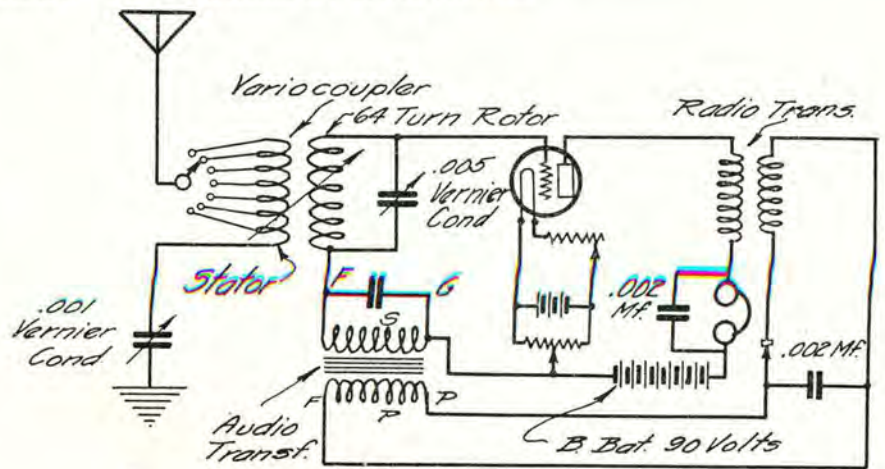 Variocoupler
64 Turn Rotor
Radio Trans.
.005
Vernier
Cond
Stator
F
G
.002
Mf.
.001
Vernier
Cond
S
.002 Mf.
F
P
P
Audio
Transf.
B. Bat. 90 Volts